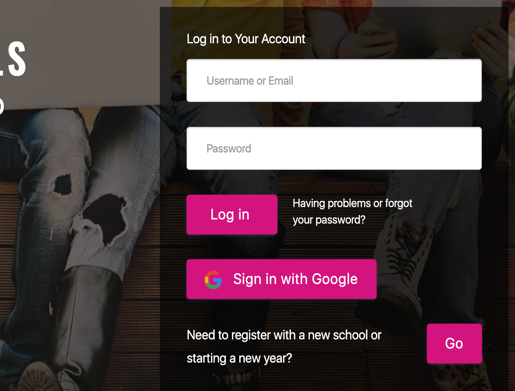 LS
Log in to Your Account
Username or Email
Password
Log in
Having problems or forgot
your password?
Sign in with Google
Need to register with a new school or
starting a new year?
Go